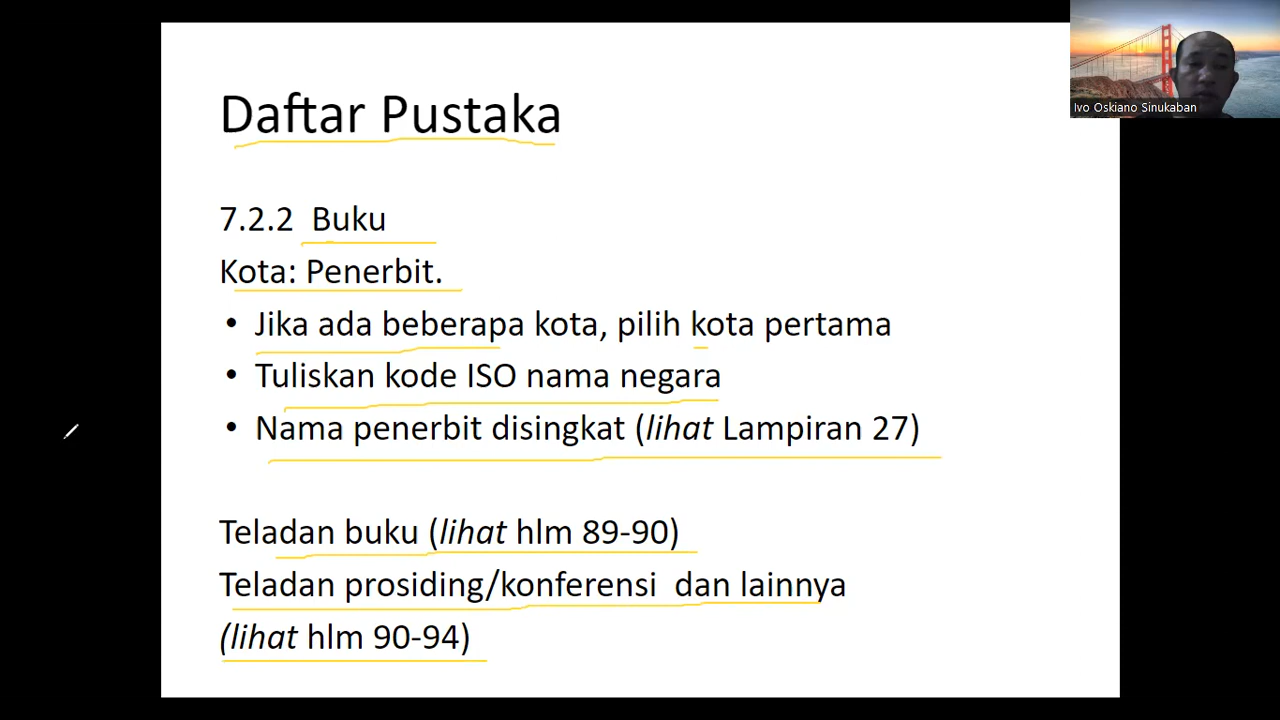 Ivo Oskiano Sinukaban
Daftar Pustaka
7.2.2 Buku
Kota: Penerbit.
• Jika ada beberapa kota, pilih kota pertama
• Tuliskan kode ISO nama negara
• Nama penerbit disingkat (lihat Lampiran 27)
Teladan buku (lihat hlm 89-90)
Teladan prosiding/konferensi dan lainnya
(lihat hlm 90-94)